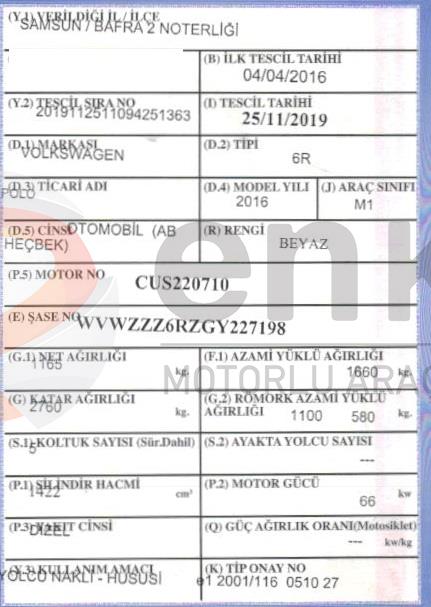 (Y.1) VERİLDİĞİ İL / İLÇE
SAMSUN / BAFRA 2 NOTERLİĞİ
(B) İLK TESCİL TARİHİ
04/04/2016
(Y.2) TESCİL SIRA NO
20191125110942513​63
(I) TESCİL TARİHİ
25/11/2019
(D.1) MARKASI
VOLKSWAGEN
(D.2) TİPİ
6R
(D.3) TİCARİ ADI
POLO
(D.4) MODEL YILI
2016
(J) ARAÇ SINIFI
M1
(D.5) CİNSİ OTOMOBİL (AB
HEÇBEK)
(R) RENGİ
BEYAZ
(P.5) MOTOR NO
CUS220710
(E) ŞASE NO
WVWZZZ6RZGY227198
(G.1) NET AĞIRLIĞI
1165 kg.
(F.1) AZAMİ YÜKLÜ AĞIRLIĞI
1660 kg.
(G) KATAR AĞIRLIĞI
2760 kg.
(G.2) RÖMORK AZAMİ YÜKLÜ
AĞIRLIĞI 1100 580 kg.
(S.1) KOLTUK SAYISI (Sür.Dahil)
5
(S.2) AYAKTA YOLCU SAYISI
---
(P.1) SİLİNDİR HACMİ
1422 cm³
(P.2) MOTOR GÜCÜ
66 kw
(P.3) YAKIT CİNSİ
DİZEL
(Q) GÜÇ AĞIRLIK ORANI(Motosiklet)
--- kw/kg
(Y.3) KULLANIM AMACI
YOLCU NAKLİ - HUSUSİ
(K) TİP ONAY NO
e1 2001/116 0510 27
enk
MOTORLU ARAÇ